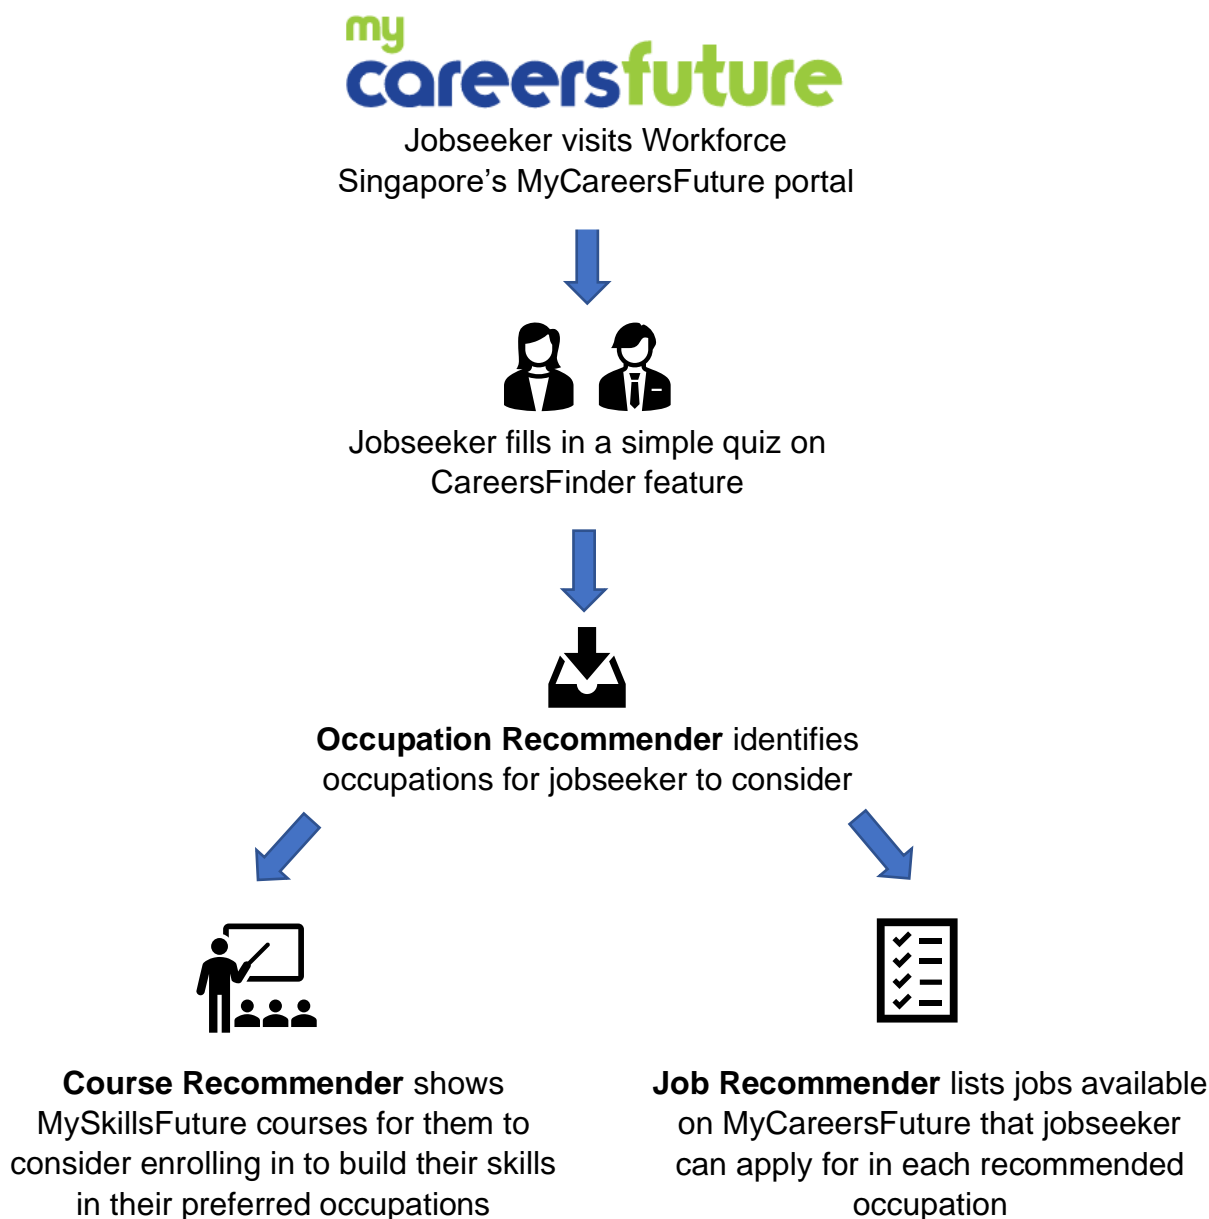 my
careersfuture
Jobseeker visits Workforce
Singapore’s MyCareersFuture portal
Jobseeker fills in a simple quiz on
CareersFinder feature
Occupation Recommender identifies
occupations for jobseeker to consider
Course Recommender shows
MySkillsFuture courses for them to
consider enrolling in to build their skills
in their preferred occupations
Job Recommender lists jobs available
on MyCareersFuture that jobseeker
can apply for in each recommended
occupation